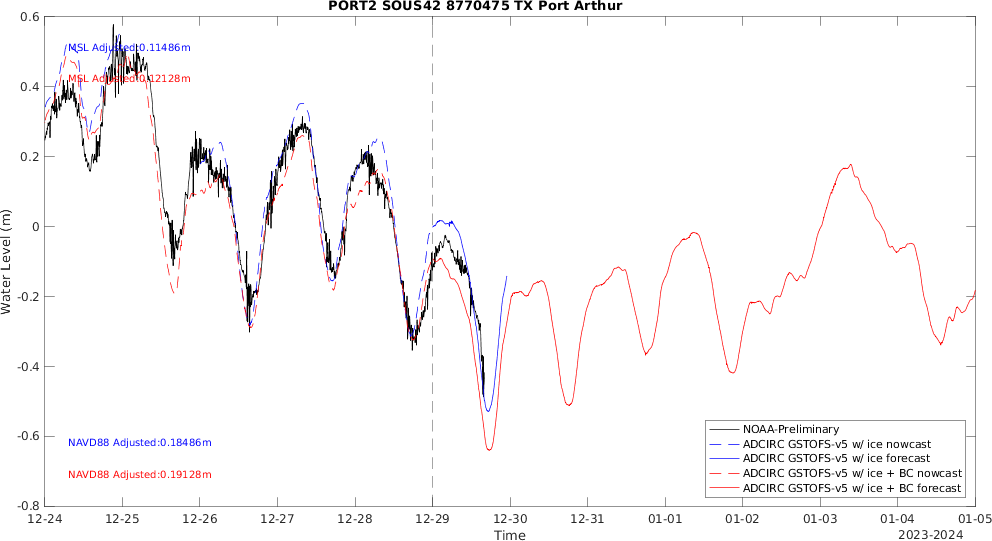 PORT2 SOUS42 8770475 TX Port Arthur
0.6
0.4
0.2
0
-0.2
-0.4
-0.6
-0.8
Water Level (m)
MSL Adjusted:0.11486m
MSL Adjusted:0.12128m
NAVD88 Adjusted:0.18486m
NAVD88 Adjusted:0.19128m
NOAA-Preliminary
ADCIRC GSTOFS-v5 w/ ice nowcast
ADCIRC GSTOFS-v5 w/ ice forecast
ADCIRC GSTOFS-v5 w/ ice + BC nowcast
ADCIRC GSTOFS-v5 w/ ice + BC forecast
12-24 12-25 12-26 12-27 12-28 12-29 12-30 12-31 01-01 01-02 01-03 01-04 01-05
Time
2023-2024